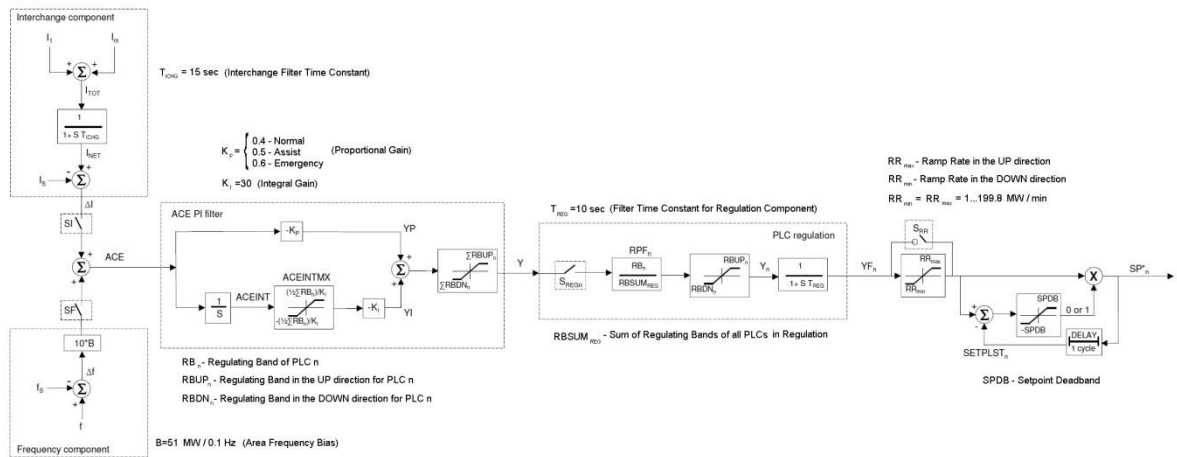 Interchange component
I1 Im
+ Σ +
ITOT
1
1+ S TICHG
INET
IS - Σ +
ΔI
SI
+ Σ +
ACE
SF
10*B
Δf
fS - Σ +
f
Frequency component
TICHG = 15 sec (Interchange Filter Time Constant)
KP = { 0.4 - Normal
0.5 - Assist
0.6 - Emergency
(Proportional Gain)
KI =30 (Integral Gain)
ACE PI filter
-KP
YP
1
S
ACEINT
ACEINTMX
(½∑RBn)/KI
-(½∑RBn)/KI
-KI
YI
+ Σ +
∑RBUPn
∑RBDNn
Y
RBn- Regulating Band of PLC n
RBUPn- Regulating Band in the UP direction for PLC n
RBDNn- Regulating Band in the DOWN direction for PLC n
B=51 MW / 0.1 Hz (Area Frequency Bias)
TREG =10 sec (Filter Time Constant for Regulation Component)
PLC regulation
SREGn
RPFn
RBn
RBSUMREG
RBUPn
RBDNn
Yn
1
1+ S TREG
YFn
RBSUMREG - Sum of Regulating Bands of all PLCs in Regulation
RRmax - Ramp Rate in the UP direction
RRmin - Ramp Rate in the DOWN direction
RRmin = RRmax = 1...199.8 MW / min
SRR
RRmax
RRmin
X
SP*n
+ Σ -
SPDB
-SPDB
0 or 1
DELAY
1 cycle
SETPLSTn
SPDB - Setpoint Deadband